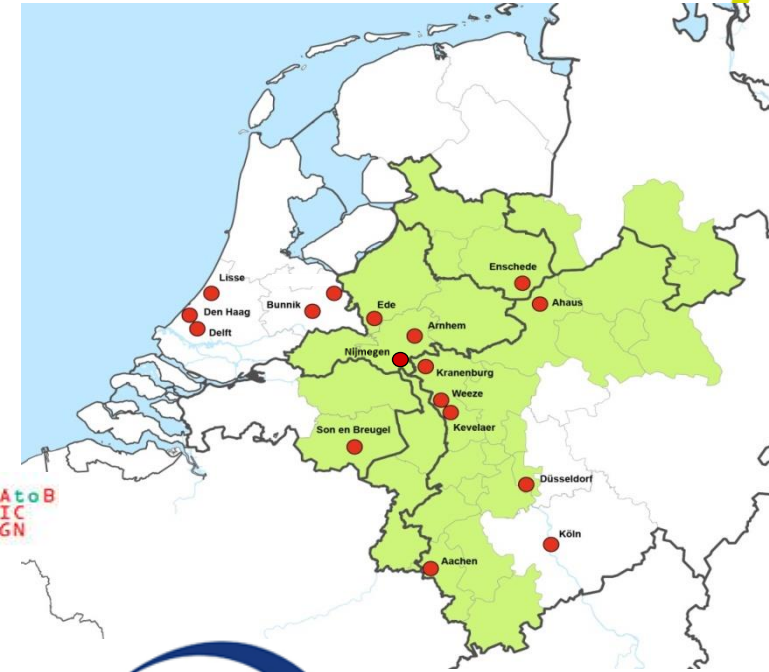 Lisse
Den Haag
Delft
Bunnik
Ede
Arnhem
Enschede
Ahaus
Nijmegen
Kranenburg
Weeze
Kevelaer
Son en Breugel
Düsseldorf
Köln
Aachen
AtoB
IC
GN